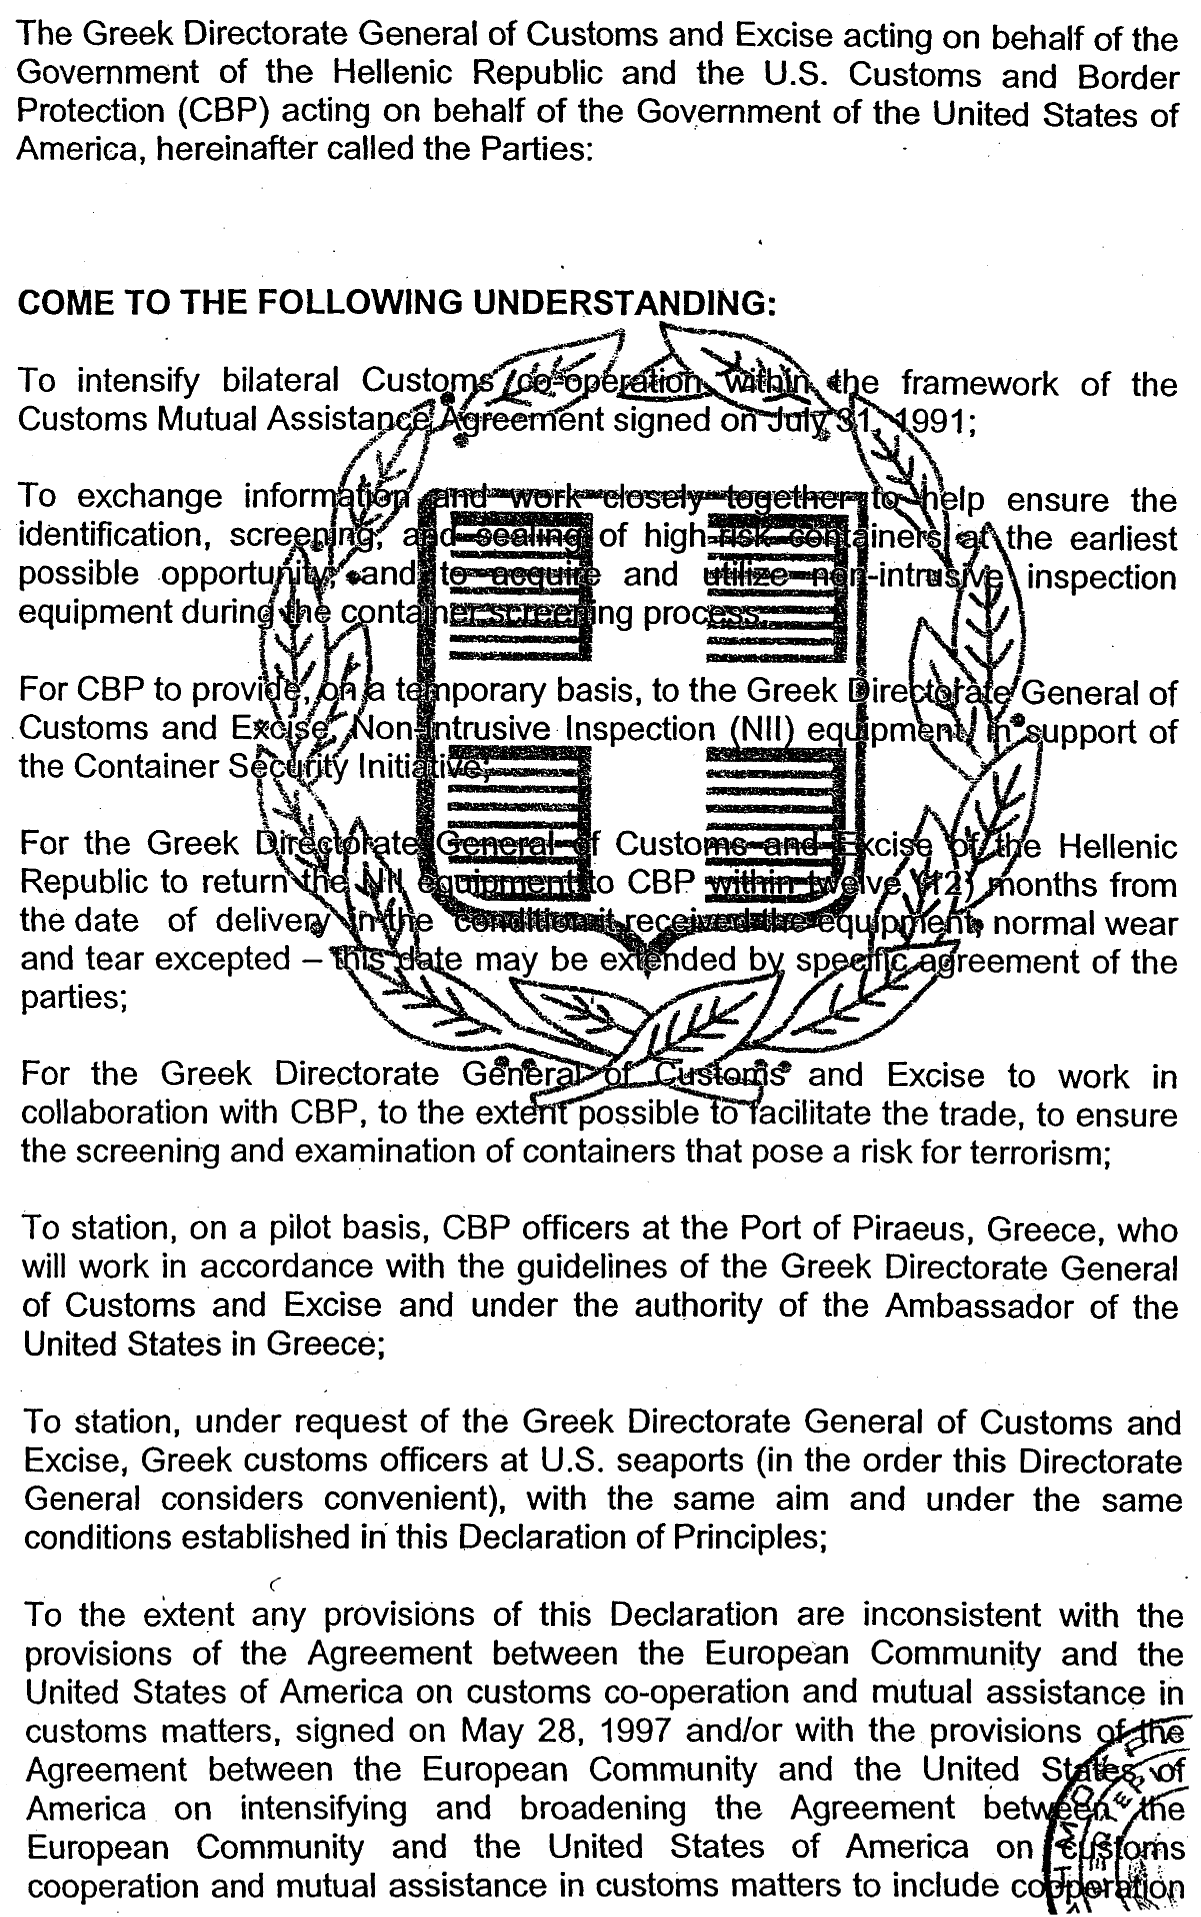 The Greek Directorate General of Customs and Excise acting on behalf of the
Government of the Hellenic Republic and the U.S. Customs and Border
Protection (CBP) acting on behalf of the Government of the United States of
America, hereinafter called the Parties:
COME TO THE FOLLOWING UNDERSTANDING:
To intensify bilateral Customs co-operation within the framework of the
Customs Mutual Assistance Agreement signed on July 31, 1991;
To exchange information and work closely together to help ensure the
identification, screening, and sealing of high-risk containers at the earliest
possible opportunity, and to acquire and utilize non-intrusive inspection
equipment during the container screening process.
For CBP to provide, on a temporary basis, to the Greek Directorate General of
Customs and Excise, Non-Intrusive Inspection (NII) equipment, in support of
the Container Security Initiative;
For the Greek Directorate General of Customs and Excise of the Hellenic
Republic to return the NII equipment to CBP within twelve (12) months from
the date of delivery in the condition it received the equipment, normal wear
and tear excepted – this date may be extended by specific agreement of the
parties;
For the Greek Directorate General of Customs and Excise to work in
collaboration with CBP, to the extent possible to facilitate the trade, to ensure
the screening and examination of containers that pose a risk for terrorism;
To station, on a pilot basis, CBP officers at the Port of Piraeus, Greece, who
will work in accordance with the guidelines of the Greek Directorate General
of Customs and Excise and under the authority of the Ambassador of the
United States in Greece;
To station, under request of the Greek Directorate General of Customs and
Excise, Greek customs officers at U.S. seaports (in the order this Directorate
General considers convenient), with the same aim and under the same
conditions established in this Declaration of Principles;
To the extent any provisions of this Declaration are inconsistent with the
provisions of the Agreement between the European Community and the
United States of America on customs co-operation and mutual assistance in
customs matters, signed on May 28, 1997 and/or with the provisions of the
Agreement between the European Community and the United States of
America on intensifying and broadening the Agreement between the
European Community and the United States of America on customs
cooperation and mutual assistance in customs matters to include cooperation